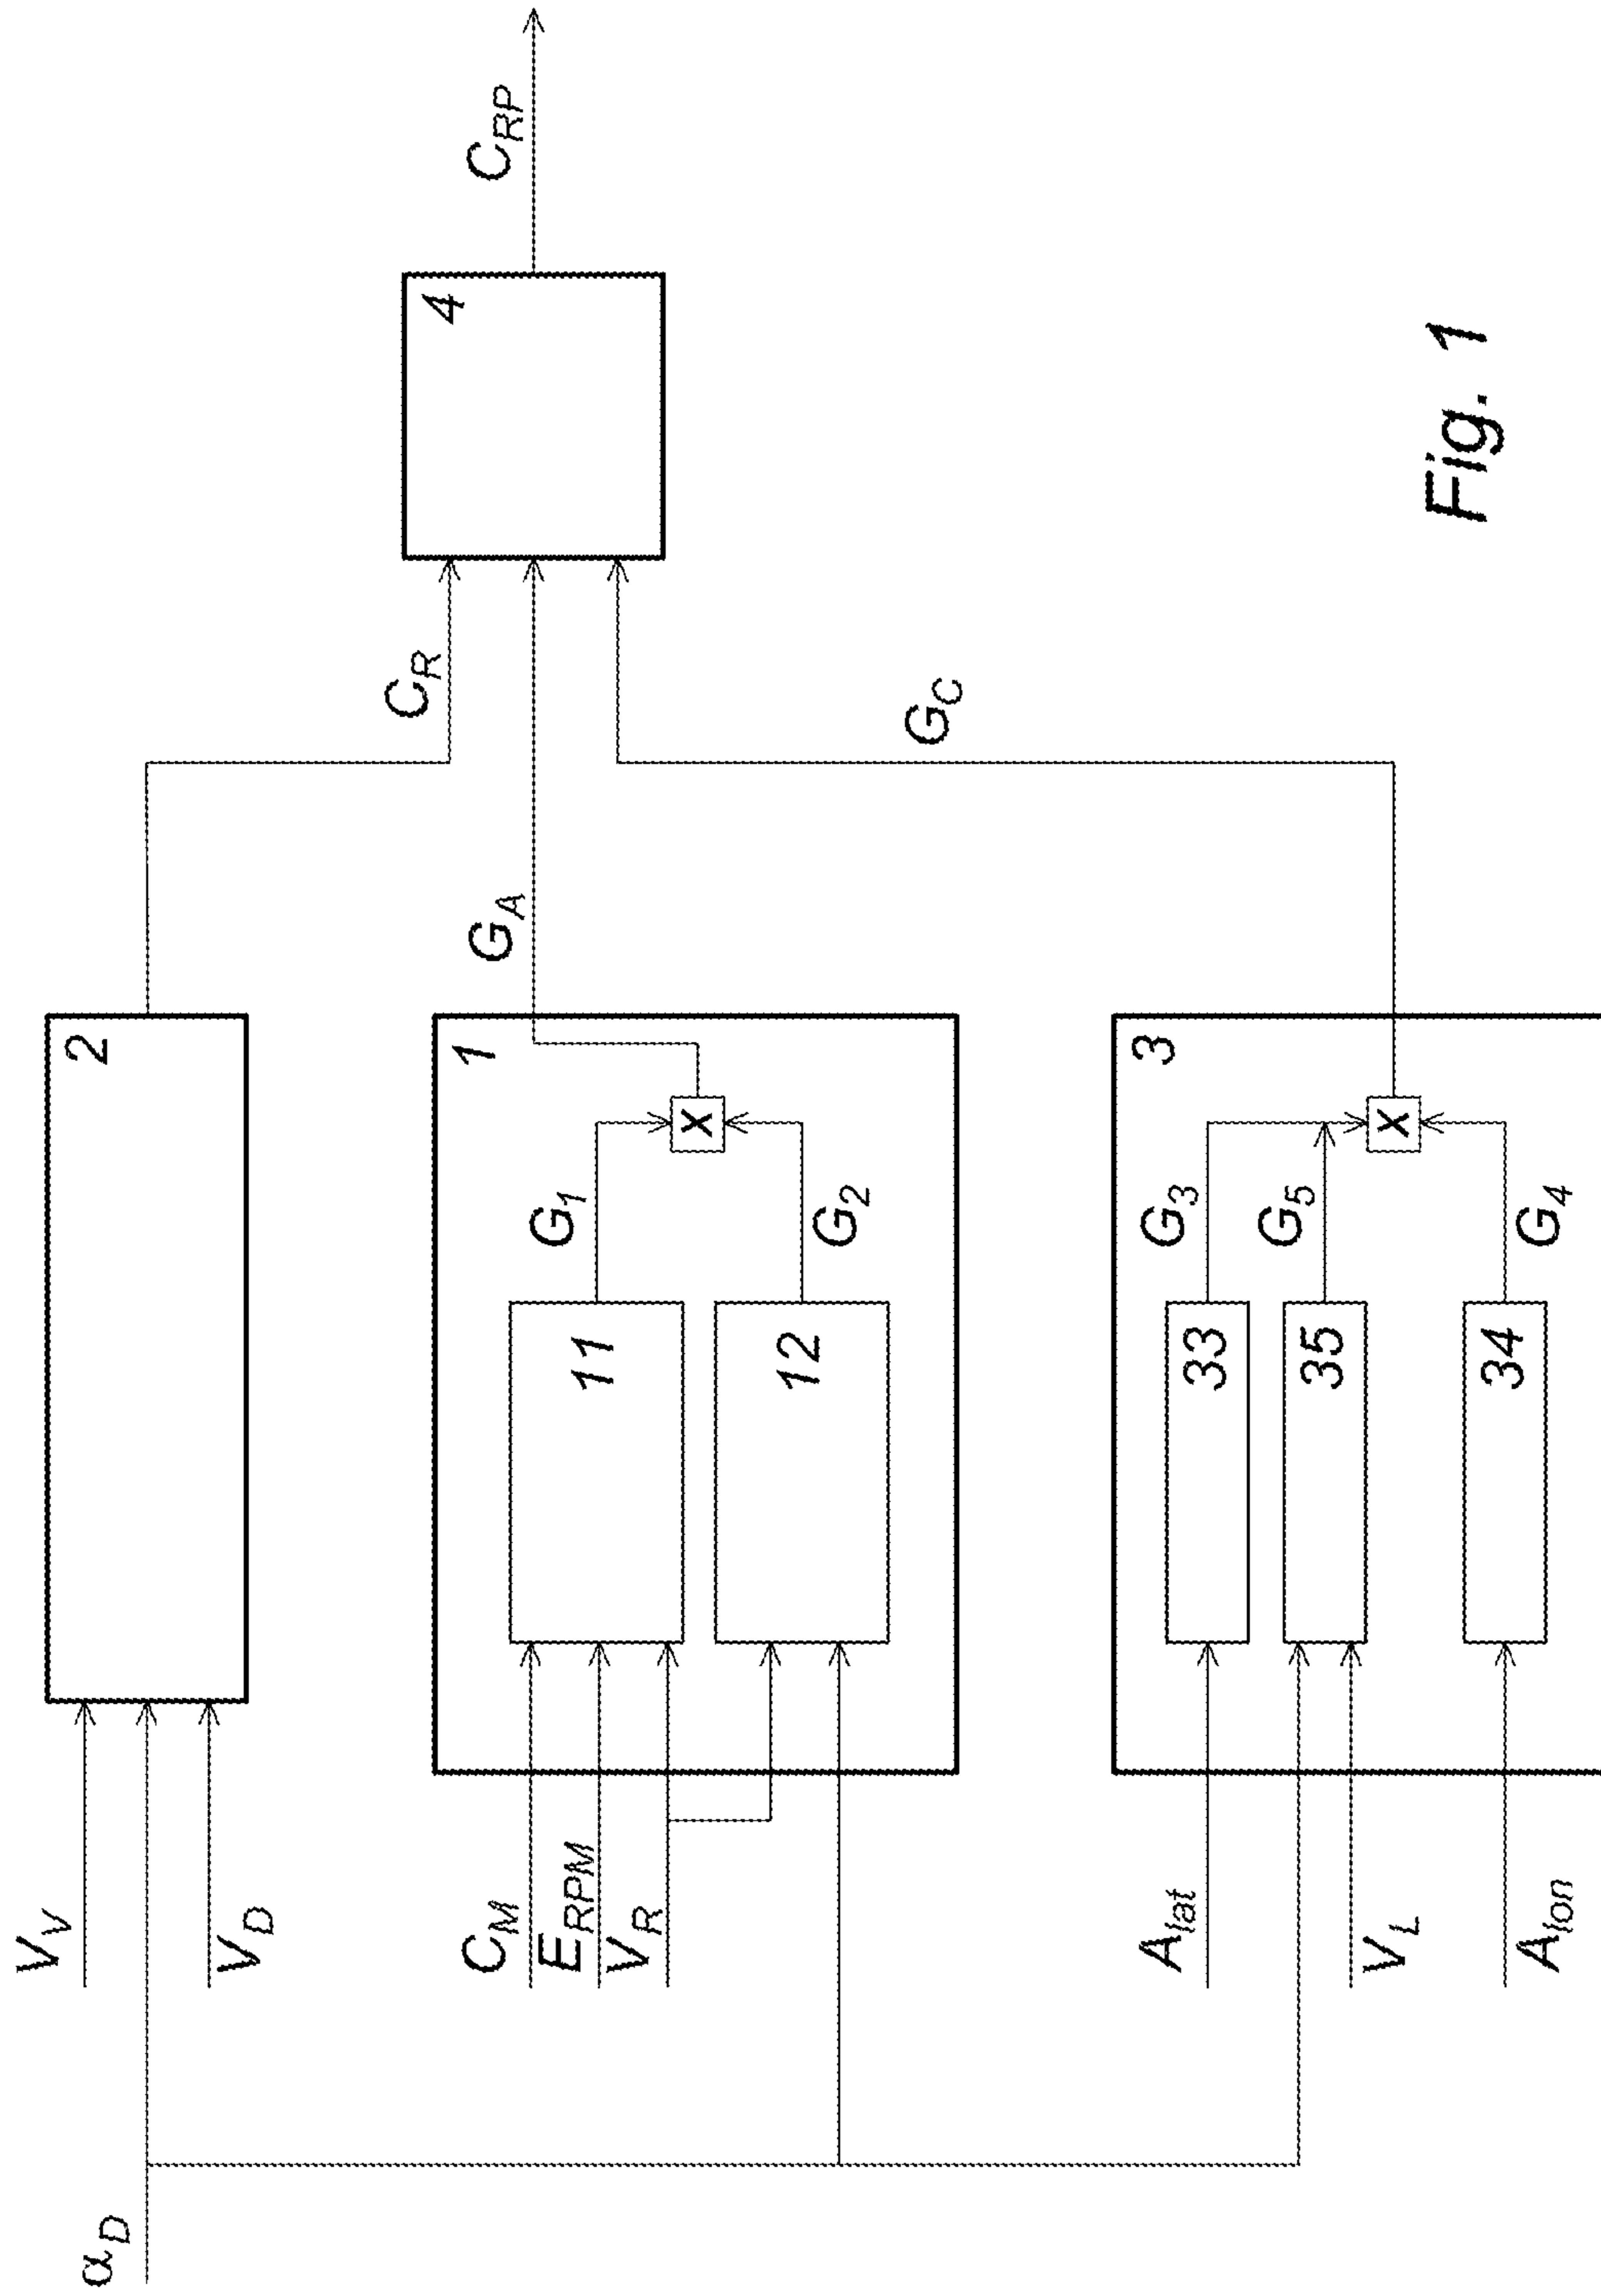 α_D
V_V
V_D
2
C_R
C_M
E_RPM
V_R
11
12
G_1
G_2
x
1
G_A
4
C_RP
A_lat
V_L
A_lon
33
35
34
G_3
G_5
G_4
x
3
G_C
Fig. 1